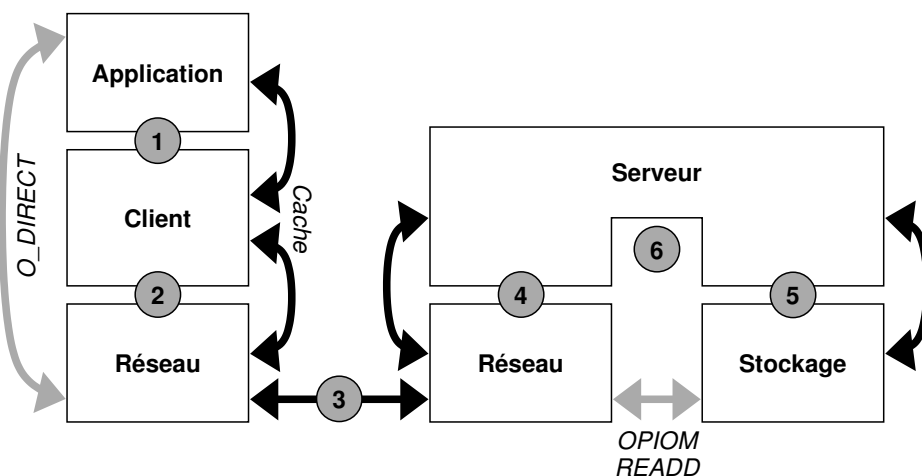 Application
1
O_DIRECT
Cache
Client
2
Réseau
3
Serveur
6
4
5
Réseau
Stockage
OPIOM
READD